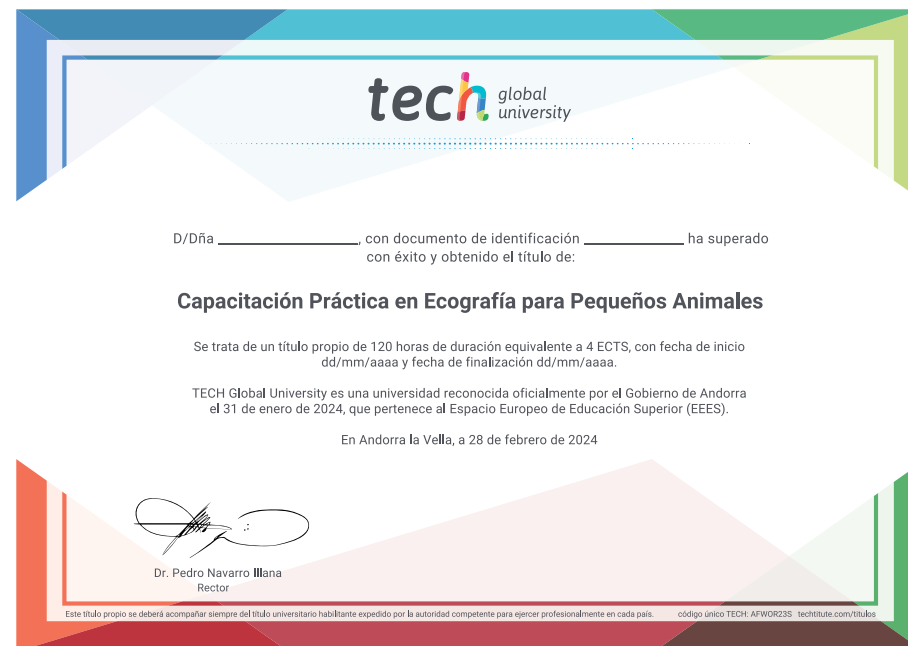 tech global university
D/Dña ______________, con documento de identificación __________ ha superado
con éxito y obtenido el título de:
Capacitación Práctica en Ecografía para Pequeños Animales
Se trata de un título propio de 120 horas de duración equivalente a 4 ECTS, con fecha de inicio
dd/mm/aaaa y fecha de finalización dd/mm/aaaa.
TECH Global University es una universidad reconocida oficialmente por el Gobierno de Andorra
el 31 de enero de 2024, que pertenece al Espacio Europeo de Educación Superior (EEES).
En Andorra la Vella, a 28 de febrero de 2024
Dr. Pedro Navarro Illana
Rector
Este título propio se deberá acompañar siempre del título universitario habilitante expedido por la autoridad competente para ejercer profesionalmente en cada país. código único TECH: AFWOR23S techtitute.com/titulos